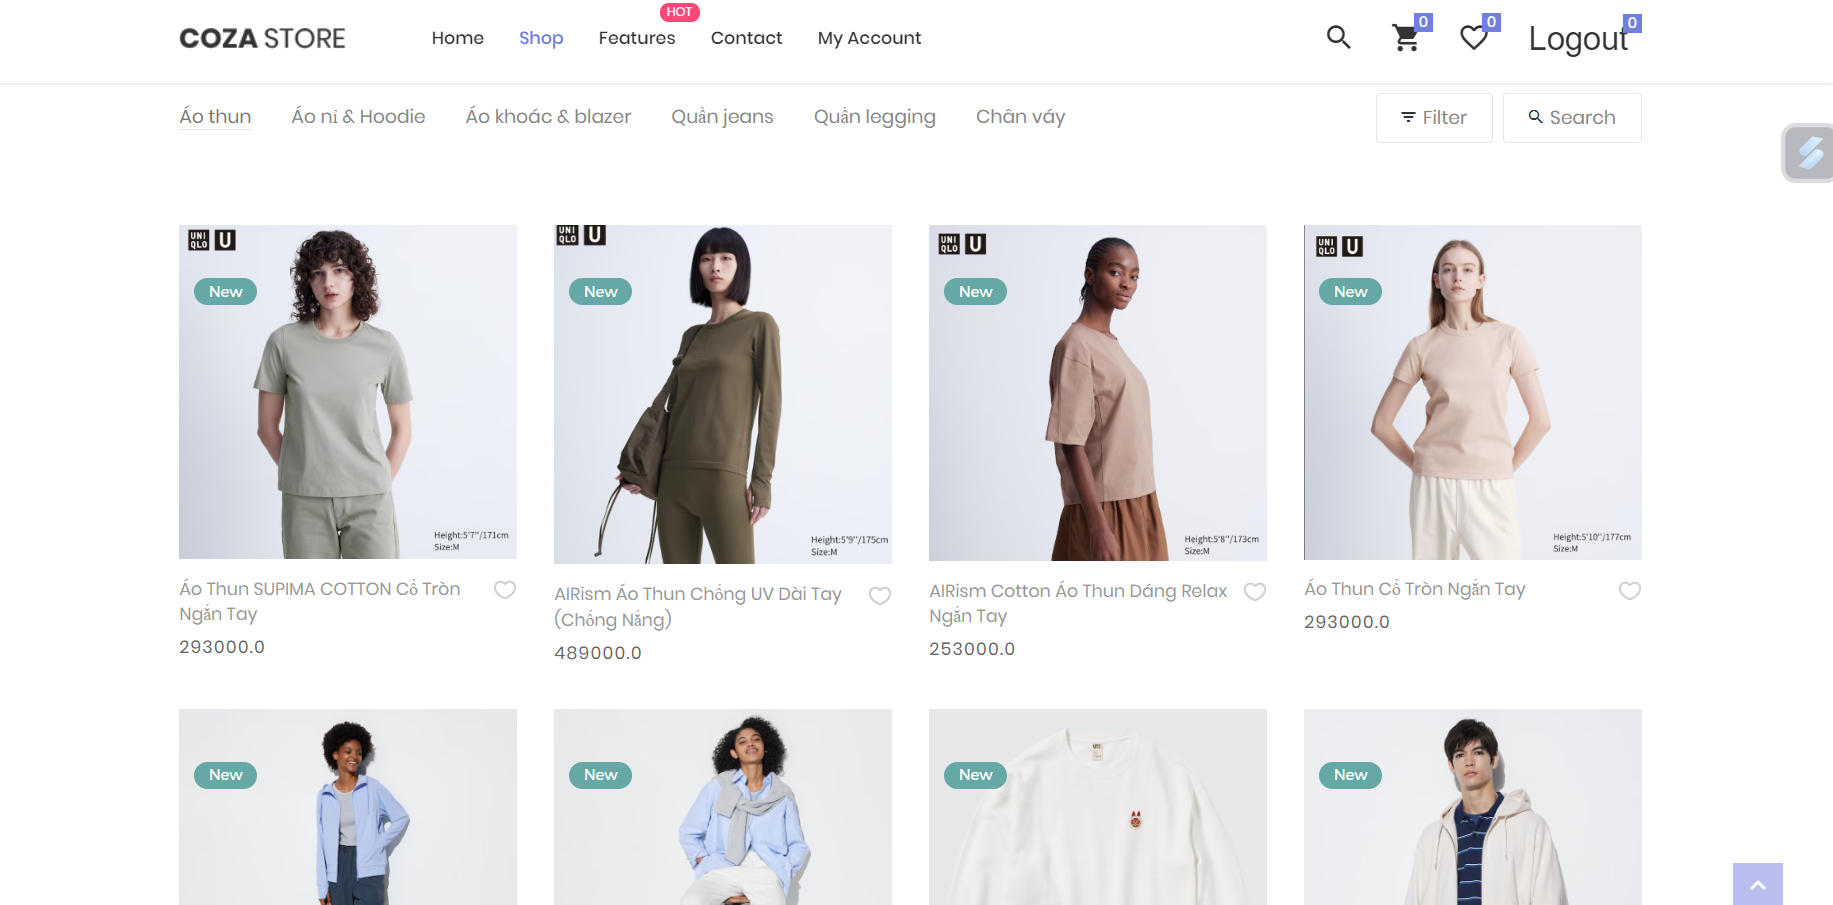 HOT
COZA STORE
Home
Shop
Features
Contact
My Account
0
0
Logout
0
Áo thun
Áo nỉ & Hoodie
Áo khoác & blazer
Quần jeans
Quần legging
Chân váy
Filter
Search
UNI
QLO
U
New
Height:5'7"/171cm
Size:M
UNI
QLO
U
New
Height:5'9"/175cm
Size:M
UNI
QLO
U
New
Height:5'8"/173cm
Size:M
UNI
QLO
U
New
Height:5'10"/177cm
Size:M
Áo Thun SUPIMA COTTON Cổ Tròn
Ngắn Tay
293000.0
AIRism Áo Thun Chống UV Dài Tay
(Chống Nắng)
489000.0
AIRism Cotton Áo Thun Dáng Relax
Ngắn Tay
253000.0
Áo Thun Cổ Tròn Ngắn Tay
293000.0
New
New
New
New